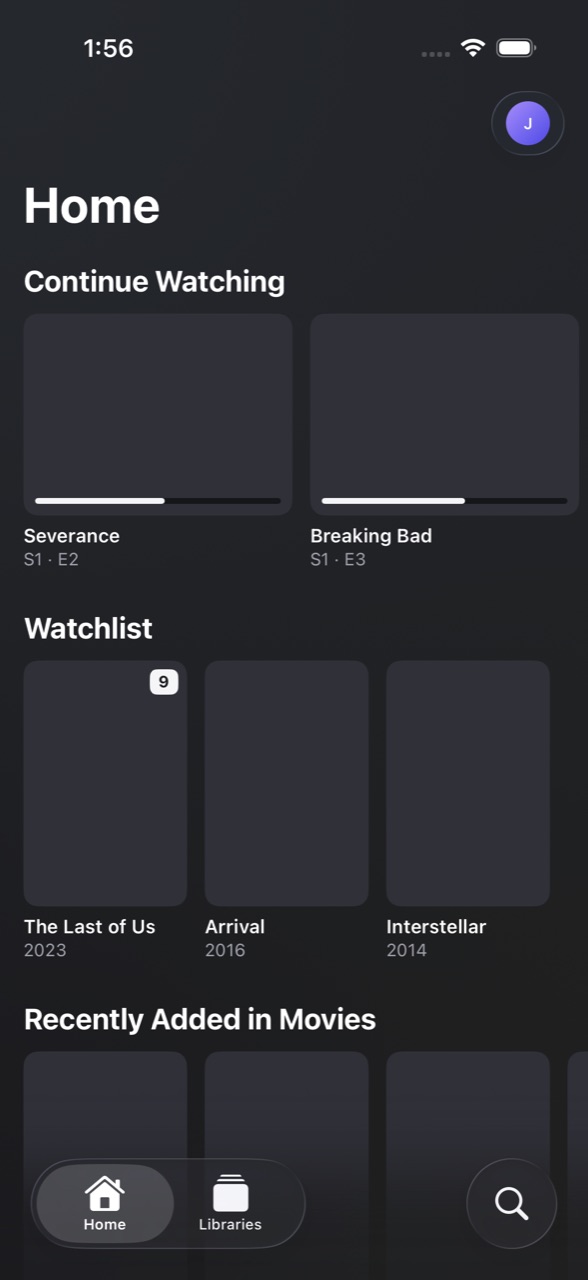 1:56
J
Home
Continue Watching
Severance
S1 · E2
Breaking Bad
S1 · E3
Watchlist
9
The Last of Us
2023
Arrival
2016
Interstellar
2014
Recently Added in Movies
Home
Libraries